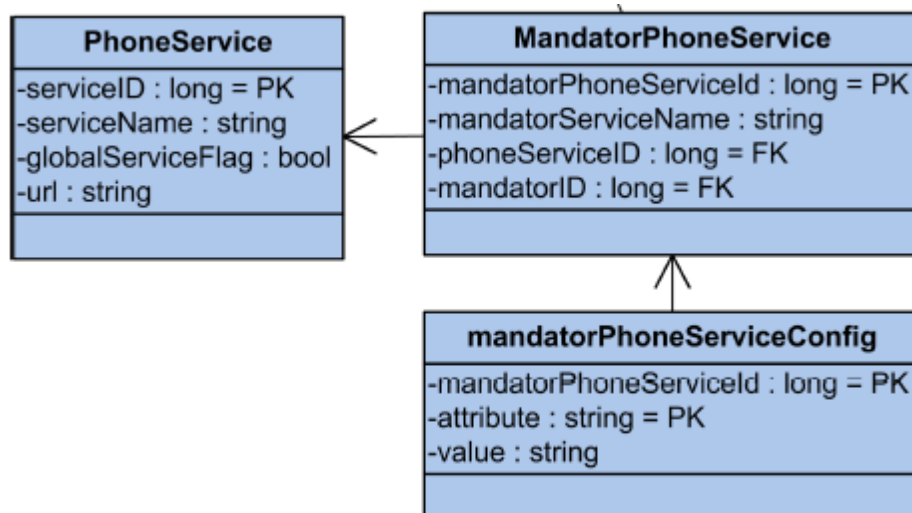 PhoneService
-serviceID : long = PK
-serviceName : string
-globalServiceFlag : bool
-url : string
MandatorPhoneService
-mandatorPhoneServiceId : long = PK
-mandatorServiceName : string
-phoneServiceID : long = FK
-mandatorID : long = FK
mandatorPhoneServiceConfig
-mandatorPhoneServiceId : long = PK
-attribute : string = PK
-value : string